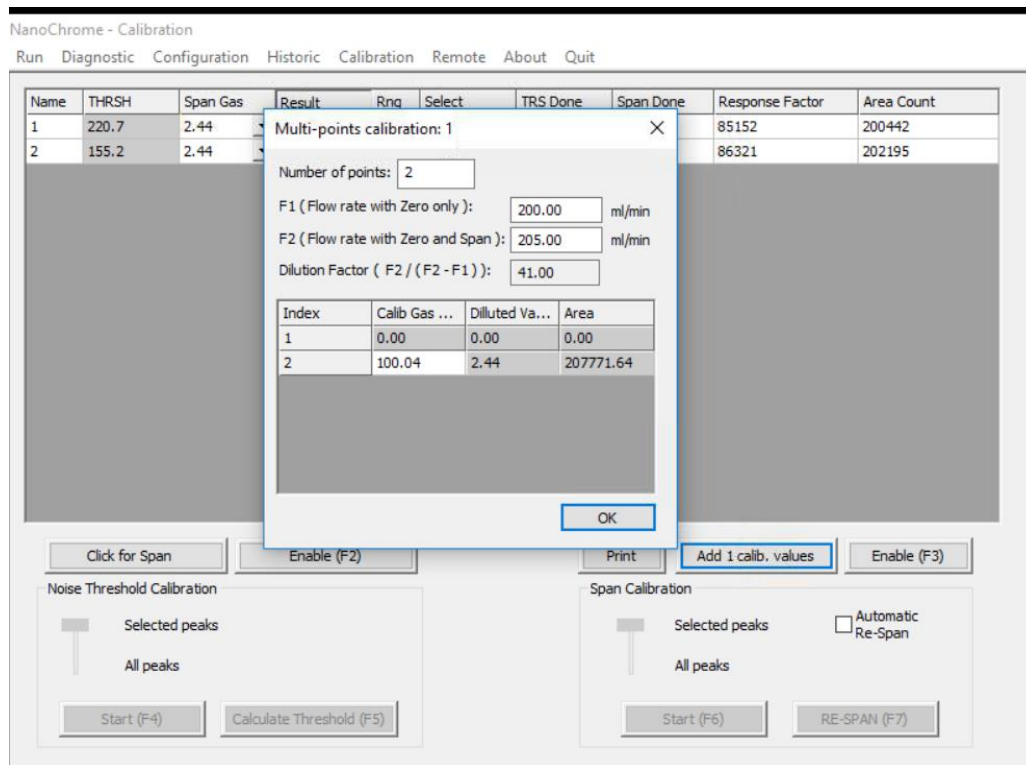 NanoChrome - Calibration
Run Diagnostic Configuration Historic Calibration Remote About Quit
Name THRSH Span Gas Result Rng Select TRS Done Span Done Response Factor Area Count
1 220.7 2.44 85152 200442
2 155.2 2.44 86321 202195
Multi-points calibration: 1
Number of points: 2
F1 ( Flow rate with Zero only ): 200.00 ml/min
F2 ( Flow rate with Zero and Span ): 205.00 ml/min
Dilution Factor ( F2 / ( F2 - F1 ) ): 41.00
Index Calib Gas ... Dilluted Va... Area
1 0.00 0.00 0.00
2 100.04 2.44 207771.64
OK
Click for Span Enable (F2) Print Add 1 calib. values Enable (F3)
Noise Threshold Calibration
Selected peaks
All peaks
Start (F4) Calculate Threshold (F5)
Span Calibration
Selected peaks
All peaks
Automatic
Re-Span
Start (F6) RE-SPAN (F7)